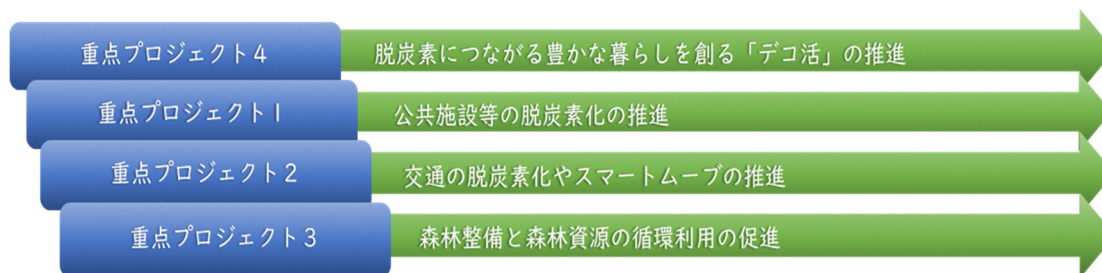 重点プロジェクト4 脱炭素につながる豊かな暮らしを創る「デコ活」の推進
重点プロジェクト1 公共施設等の脱炭素化の推進
重点プロジェクト2 交通の脱炭素化やスマートムーブの推進
重点プロジェクト3 森林整備と森林資源の循環利用の促進